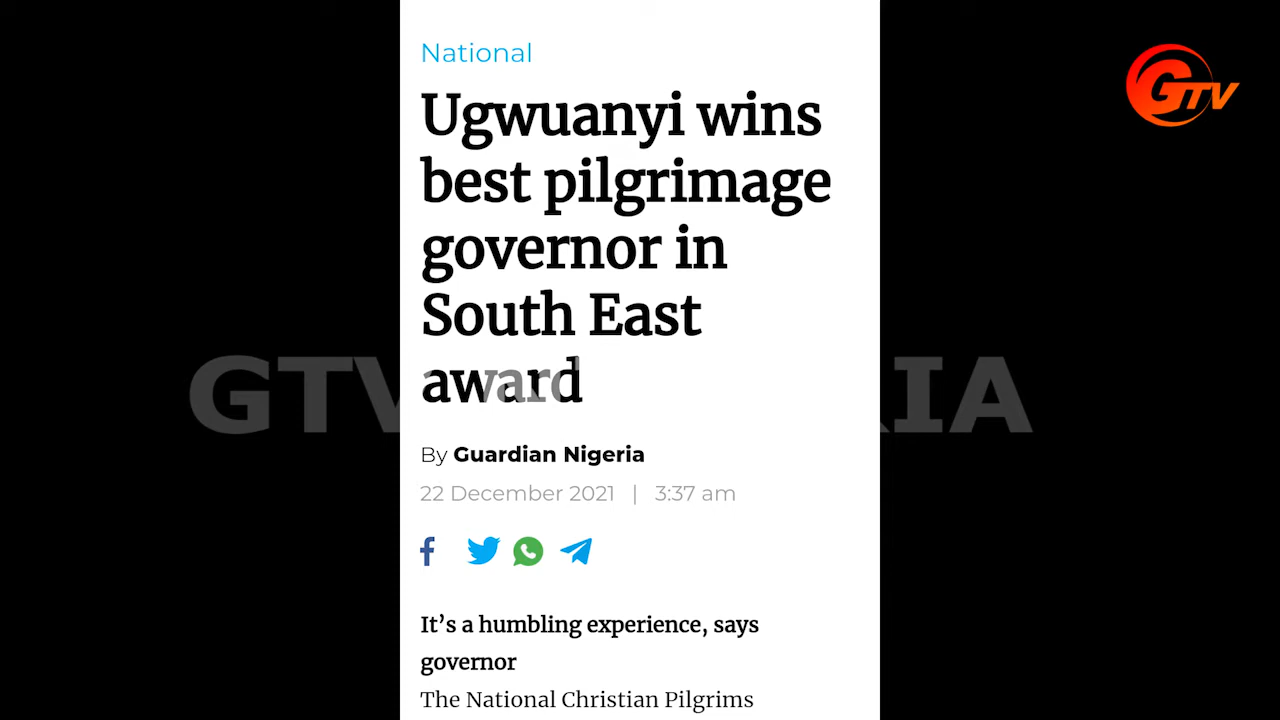 National
GTV
Ugwuanyi wins
best pilgrimage
governor in
South East
award
By Guardian Nigeria
22 December 2021 | 3:37 am
It's a humbling experience, says
governor
The National Christian Pilgrims